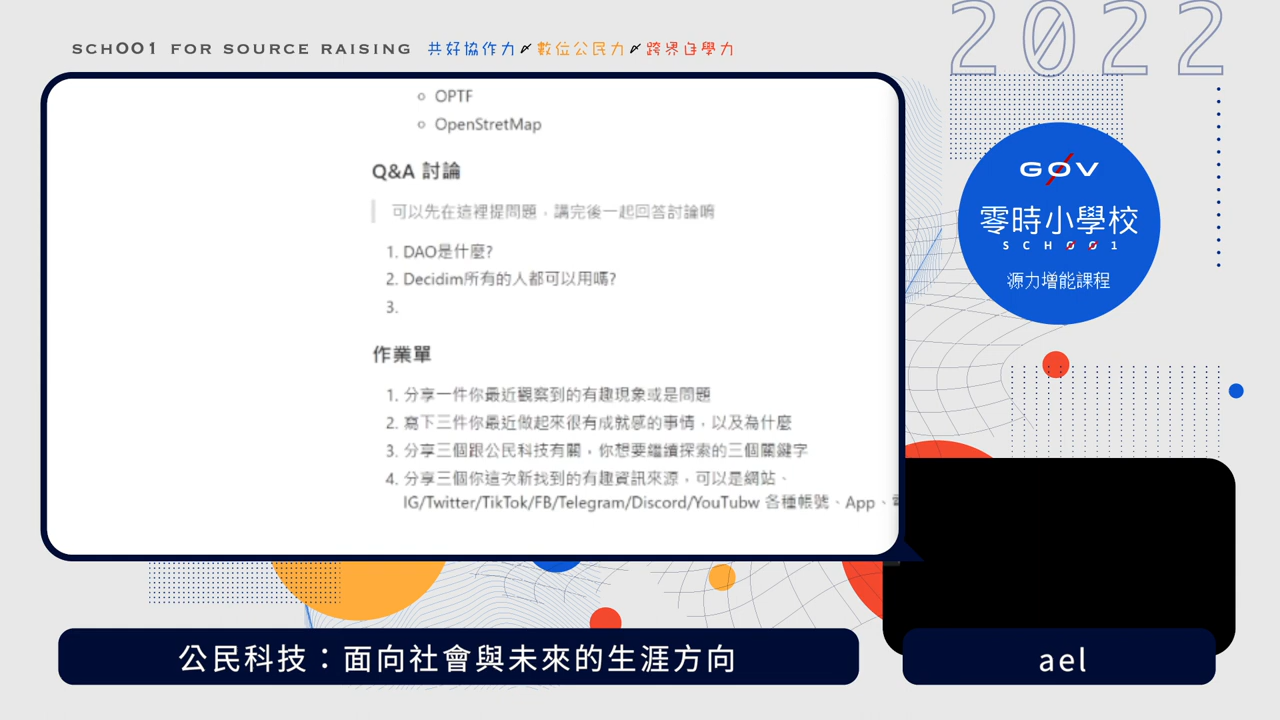 SCH001 FOR SOURCE RAISING 共好協作力 數位公民力 跨界自學力
2022
OPTF
OpenStretMap
Q&A 討論
可以先在這裡提問題，講完後一起回答討論唷
1. DAO是什麼?
2. Decidim所有的人都可以用嗎?
3.
作業單
1. 分享一件你最近觀察到的有趣現象或是問題
2. 寫下三件你最近做起來很有成就感的事情，以及為什麼
3. 分享三個跟公民科技有關，你想要繼續探索的三個關鍵字
4. 分享三個你這次新找到的有趣資訊來源，可以是網站、
IG/Twitter/TikTok/FB/Telegram/Discord/YouTubw 各種帳號、App、
G0V
零時小學校
SCH001
源力增能課程
公民科技：面向社會與未來的生涯方向
ael